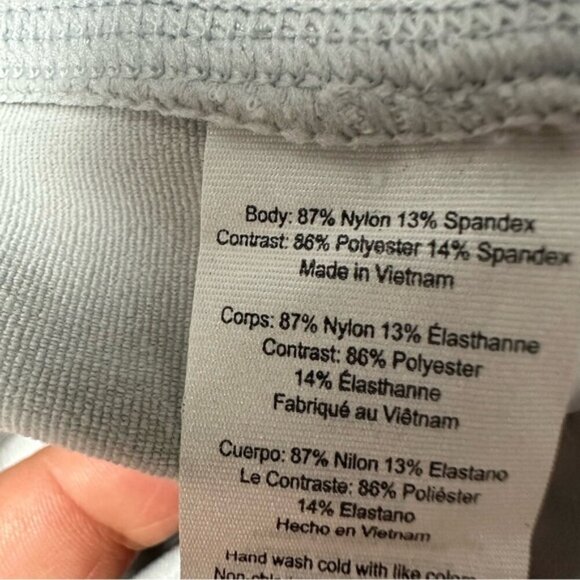 Body: 87% Nylon 13% Spandex
Contrast: 86% Polyester 14% Spandex
Made in Vietnam
Corps: 87% Nylon 13% Élasthanne
Contrast: 86% Polyester
14% Élasthanne
Fabriqué au Viêtnam
Cuerpo: 87% Nilon 13% Elastano
Le Contraste: 86% Poliéster
14% Elastano
Hecho en Vietnam
Hand wash cold with like colors